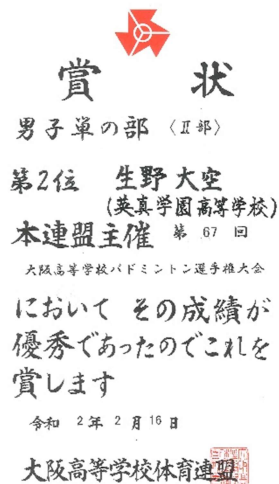 賞 状
男子単の部 〈Ⅱ部〉
第2位 生野 大空
(英真学園高等学校)
本連盟主催 第 67 回
大阪高等学校バドミントン選手権大会
において その成績が
優秀であったのでこれを
賞します
令和 2年 2月 16日
大阪高等学校体育連盟